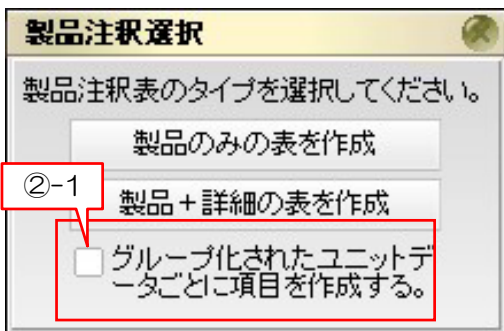 製品注釈選択
製品注釈表のタイプを選択してください。
製品のみの表を作成
②-1
製品+詳細の表を作成
グループ化されたユニットデ
ータごとに項目を作成する。